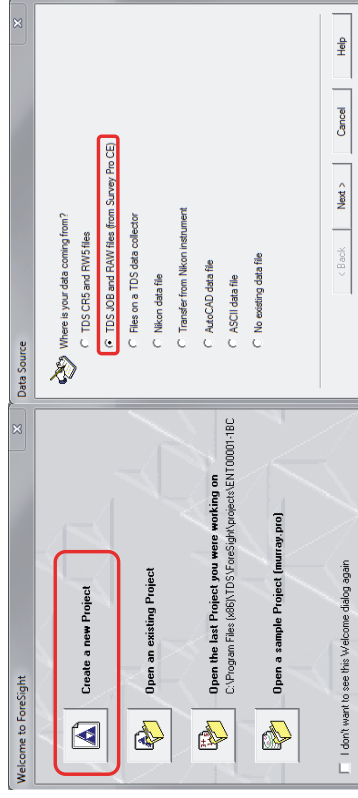 Welcome to ForeSight
Create a new Project
Open an existing Project
Open the last Project you were working on
C:\Program Files (x86)\TDS\ForeSight\projects\ENT00001-1BC
Open a sample Project (murray.pro)
I don't want to see this Welcome dialog again
Data Source
Where is your data coming from?
TDS CR5 and RW5 files
TDS JOB and RAW files (from Survey Pro CE)
Files on a TDS data collector
Nikon data file
Transfer from Nikon instrument
AutoCAD data file
ASCII data file
No existing data file
< Back
Next >
Cancel
Help